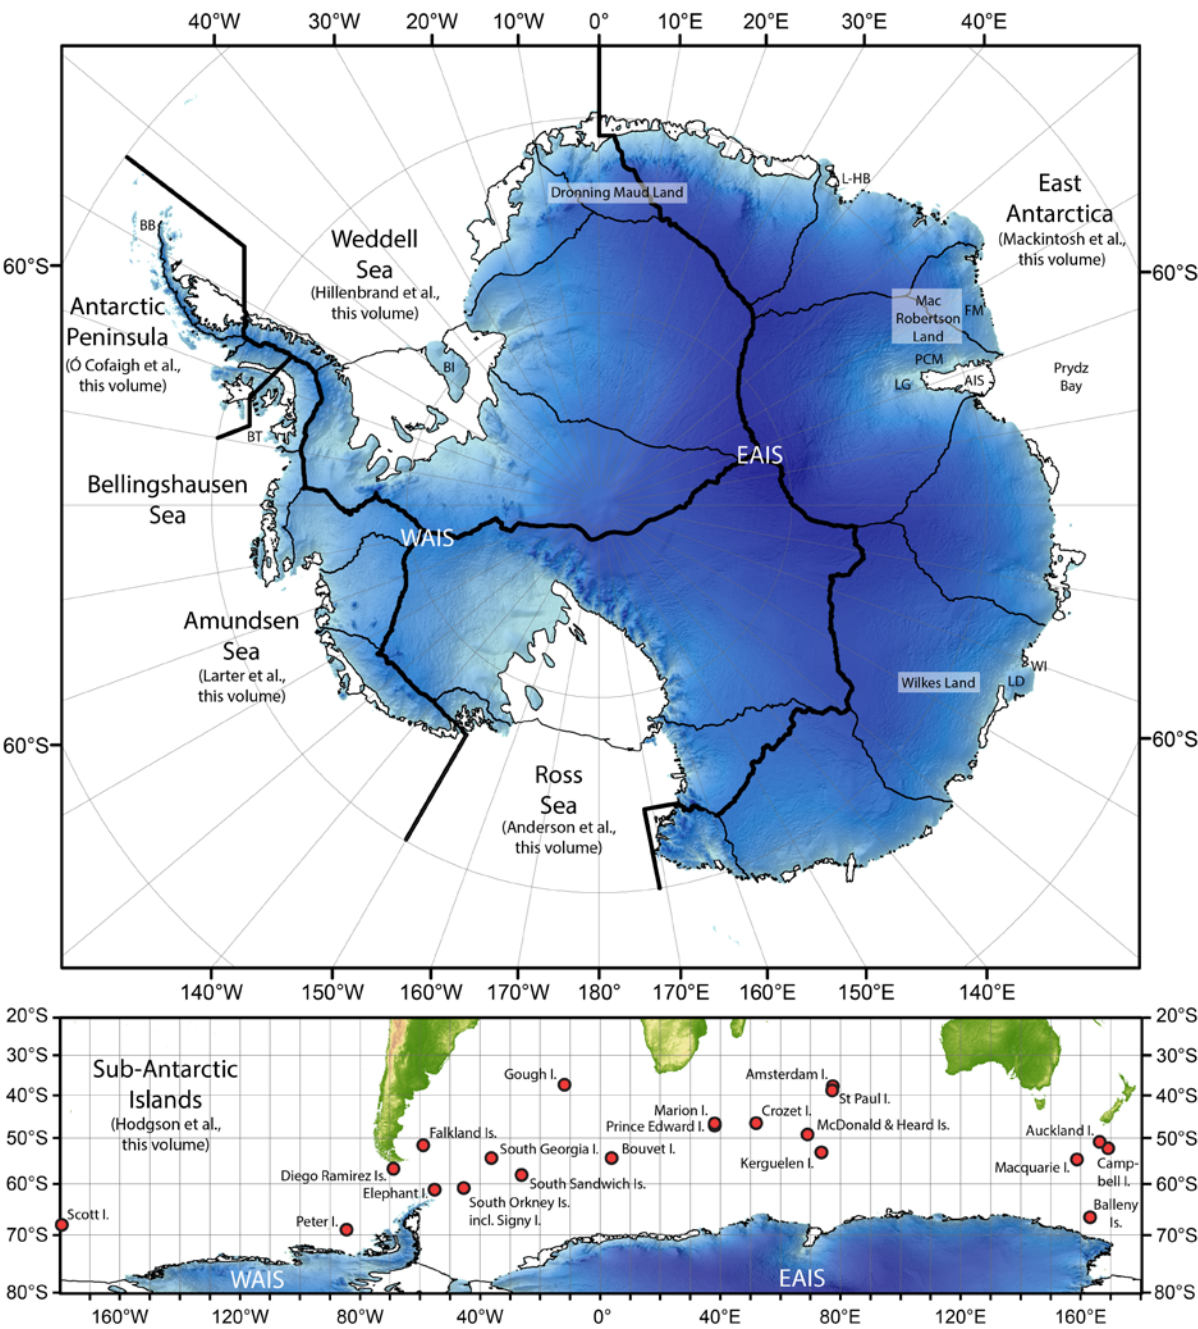 40°W 30°W 20°W 10°W 0° 10°E 20°E 30°E 40°E
L-HB
Dronning Maud Land
East
Antarctica
(Mackintosh et al.,
this volume)
BB
Weddell
Sea
(Hillenbrand et al.,
this volume)
60°S
60°S
Antarctic
Peninsula
(Ó Cofaigh et al.,
this volume)
Mac
Robertson
Land
FM
PCM
LG
AIS
Prydz
Bay
BI
BT
EAIS
Bellingshausen
Sea
WAIS
Amundsen
Sea
(Larter et al.,
this volume)
WI
LD
Wilkes Land
60°S
60°S
Ross
Sea
(Anderson et al.,
this volume)
140°W 150°W 160°W 170°W 180° 170°E 160°E 150°E 140°E
20°S
20°S
30°S
30°S
40°S
40°S
50°S
50°S
60°S
60°S
70°S
70°S
80°S
80°S
Sub-Antarctic
Islands
(Hodgson et al.,
this volume)
Gough I.
Amsterdam I.
St Paul I.
Marion I.
Prince Edward I.
Crozet I.
McDonald & Heard Is.
Kerguelen I.
Auckland I.
Macquarie I.
Camp-
bell I.
Balleny
Is.
Falkland Is.
South Georgia I.
Bouvet I.
Diego Ramirez Is.
South Sandwich Is.
Elephant I.
South Orkney Is.
incl. Signy I.
Scott I.
Peter I.
WAIS
EAIS
160°W 120°W 80°W 40°W 0° 40°E 80°E 120°E 160°E